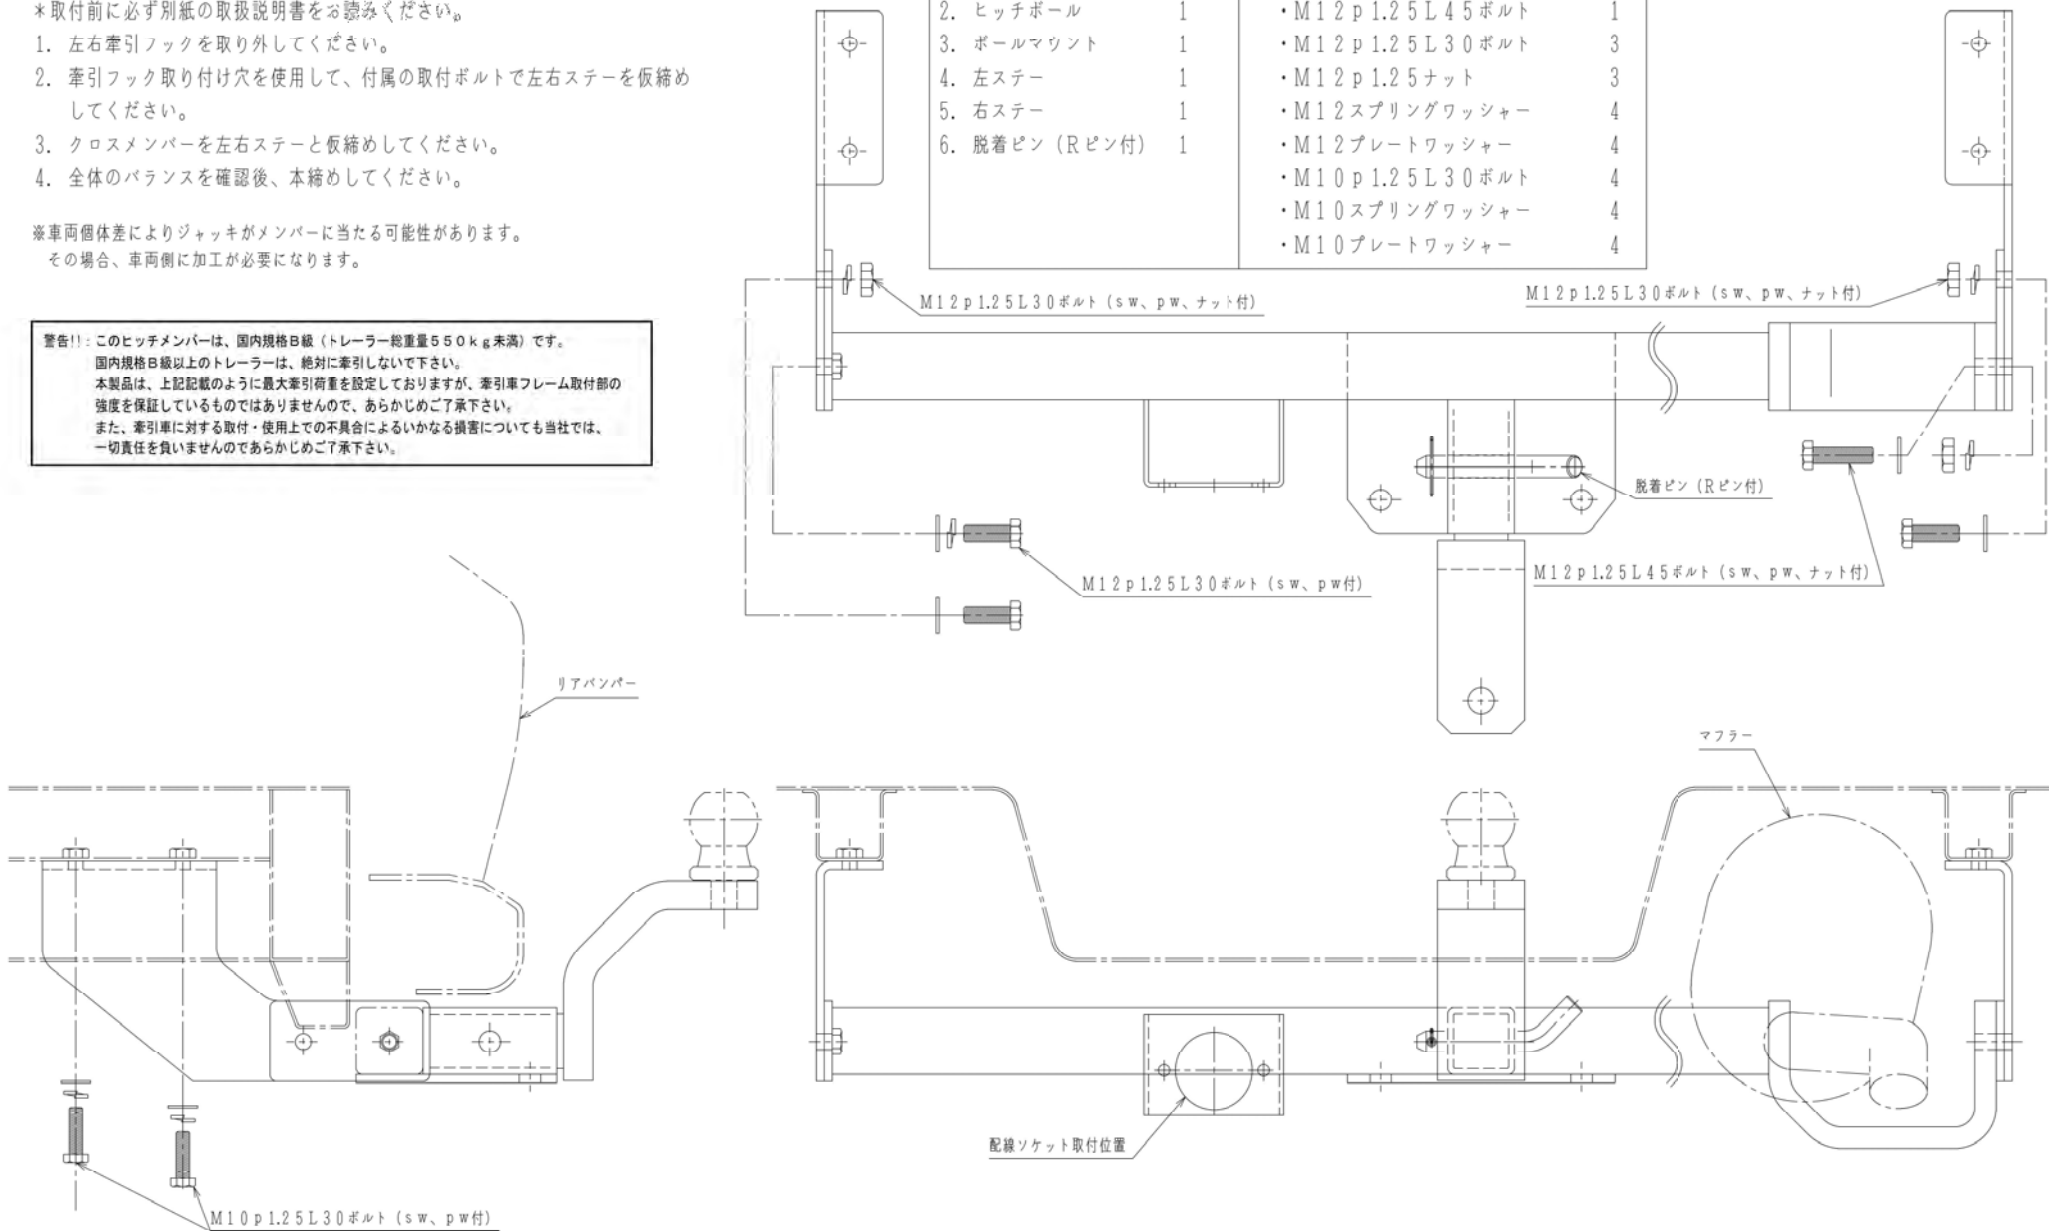 *取付前に必ず別紙の取扱説明書をお読みください。
1. 左右牽引フックを取り外してください。
2. 牽引フック取り付け穴を使用して、付属の取付ボルトで左右ステーを仮締め
してください。
3. クロスメンバーを左右ステーと仮締めしてください。
4. 全体のバランスを確認後、本締めしてください。
※車両個体差によりジャッキがメンバーに当たる可能性があります。
その場合、車両側に加工が必要になります。
警告!!:このヒッチメンバーは、国内規格B級(トレーラー総重量550kg未満)です。
国内規格B級以上のトレーラーは、絶対に牽引しないで下さい。
本製品は、上記記載のように最大牽引荷重を設定しておりますが、牽引車フレーム取付部の
強度を保証しているものではありませんので、あらかじめご了承下さい。
また、牽引車に対する取付・使用上での不具合によるいかなる損害についても当社では、
一切責任を負いませんのであらかじめご了承下さい。
2. ヒッチボール 1
3. ボールマウント 1
4. 左ステー 1
5. 右ステー 1
6. 脱着ピン(Rピン付) 1
・M12p1.25L45ボルト 1
・M12p1.25L30ボルト 3
・M12p1.25ナット 3
・M12スプリングワッシャー 4
・M12プレートワッシャー 4
・M10p1.25L30ボルト 4
・M10スプリングワッシャー 4
・M10プレートワッシャー 4
M12p1.25L30ボルト(sw、pw、ナット付)
M12p1.25L30ボルト(sw、pw、ナット付)
脱着ピン(Rピン付)
M12p1.25L30ボルト(sw、pw付)
M12p1.25L45ボルト(sw、pw、ナット付)
リアバンパー
マフラー
配線ソケット取付位置
M10p1.25L30ボルト(sw、pw付)